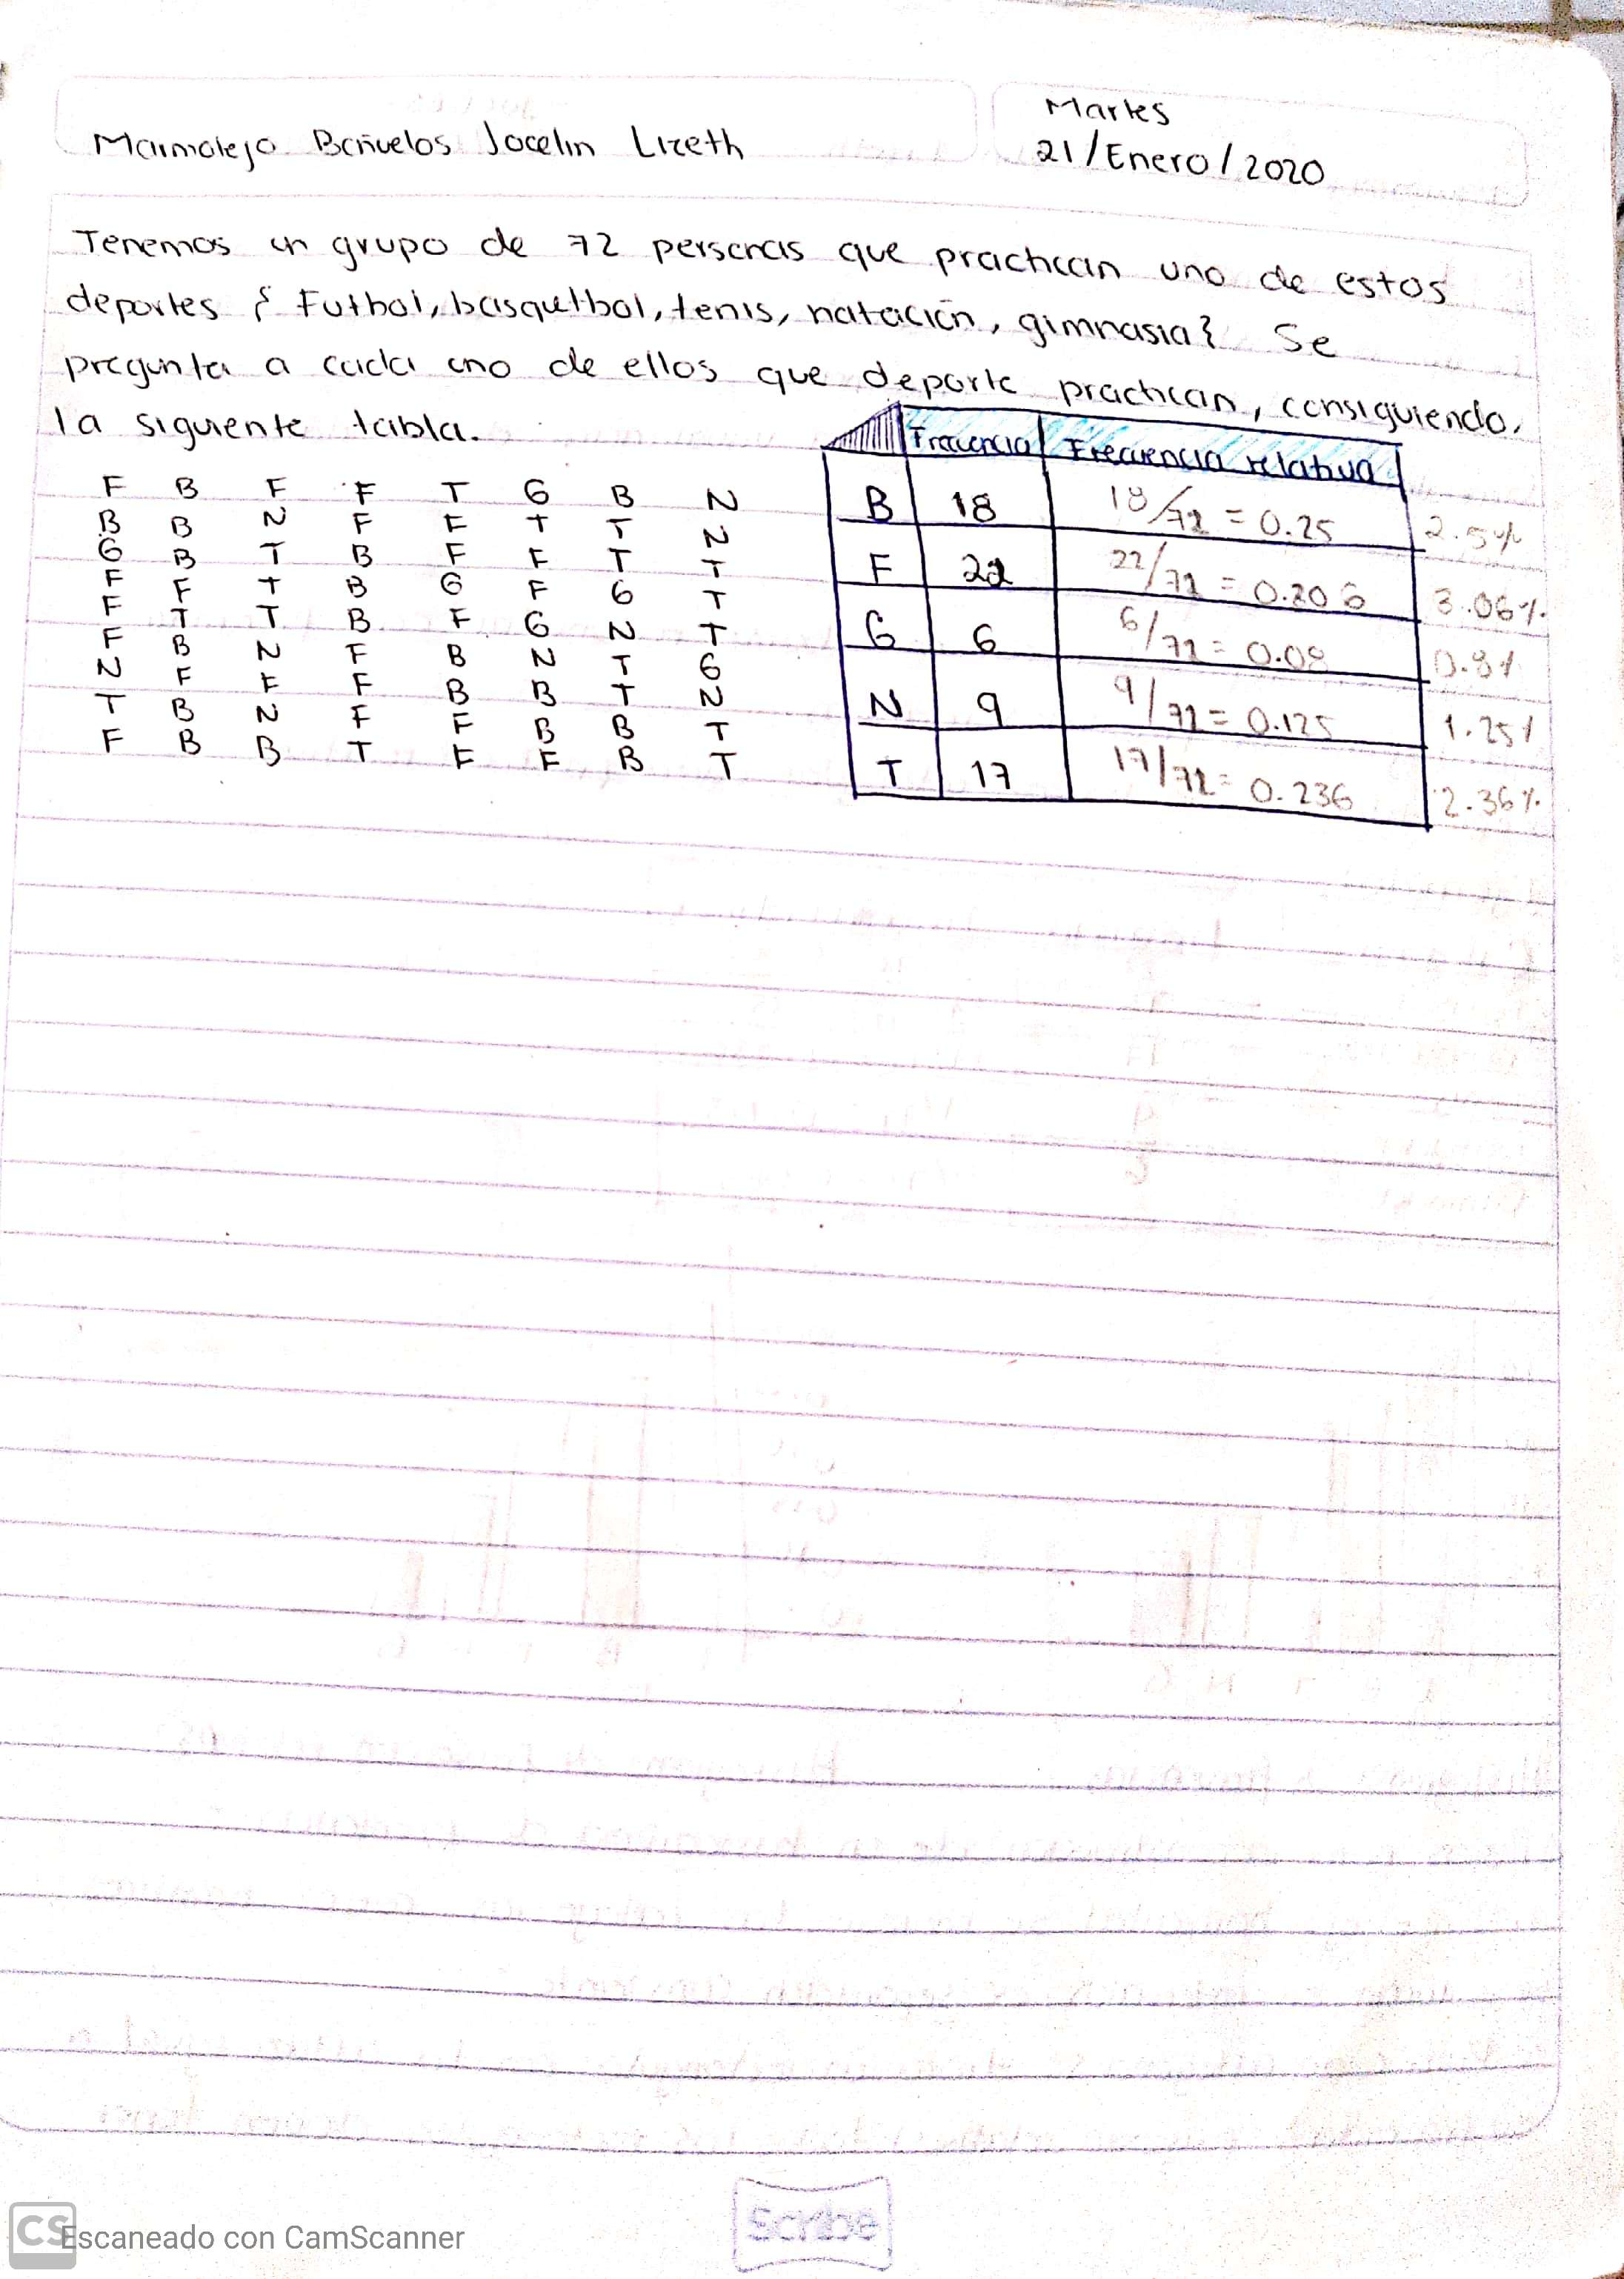 Marmolejo Bañuelos Jocelin Lizeth
Martes
21/Enero/2020
Tenemos un grupo de 72 personas que practican uno de estos
deportes { Futbol, basquetbol, tenis, natación, gimnasia} Se
pregunta a cada uno de ellos que deporte practican, consiguiendo.
la siguiente tabla.
F B F F T G B N
B B N F F T T N
G B T B F F T T
F F T B G F G T
F T T B F G N T
F B N F B N T G
N F F F B B T N
T B N F F B B T
F B B T F F B T
Frecuencia Frecuencia relativa
B 18 18/72 = 0.25 2.5%
F 22 22/72 = 0.306 3.06%
G 6 6/72 = 0.08 0.8%
N 9 9/72 = 0.125 1.25%
T 17 17/72 = 0.236 2.36%
Scribe
CS Escaneado con CamScanner